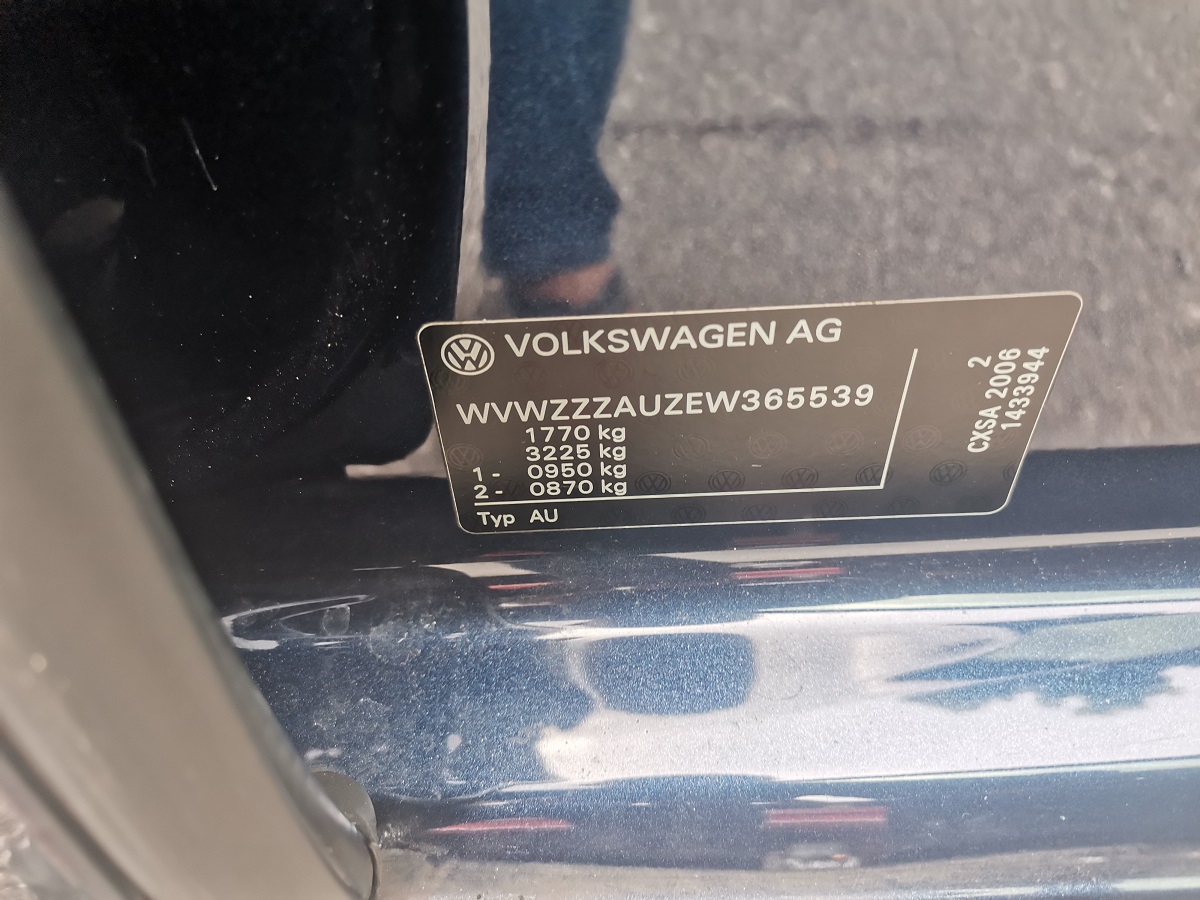 VOLKSWAGEN AG
WVWZZZAUZEW365539
1770 kg
3225 kg
1- 0950 kg
2- 0870 kg
Typ AU
2
CXSA 2006
1433944